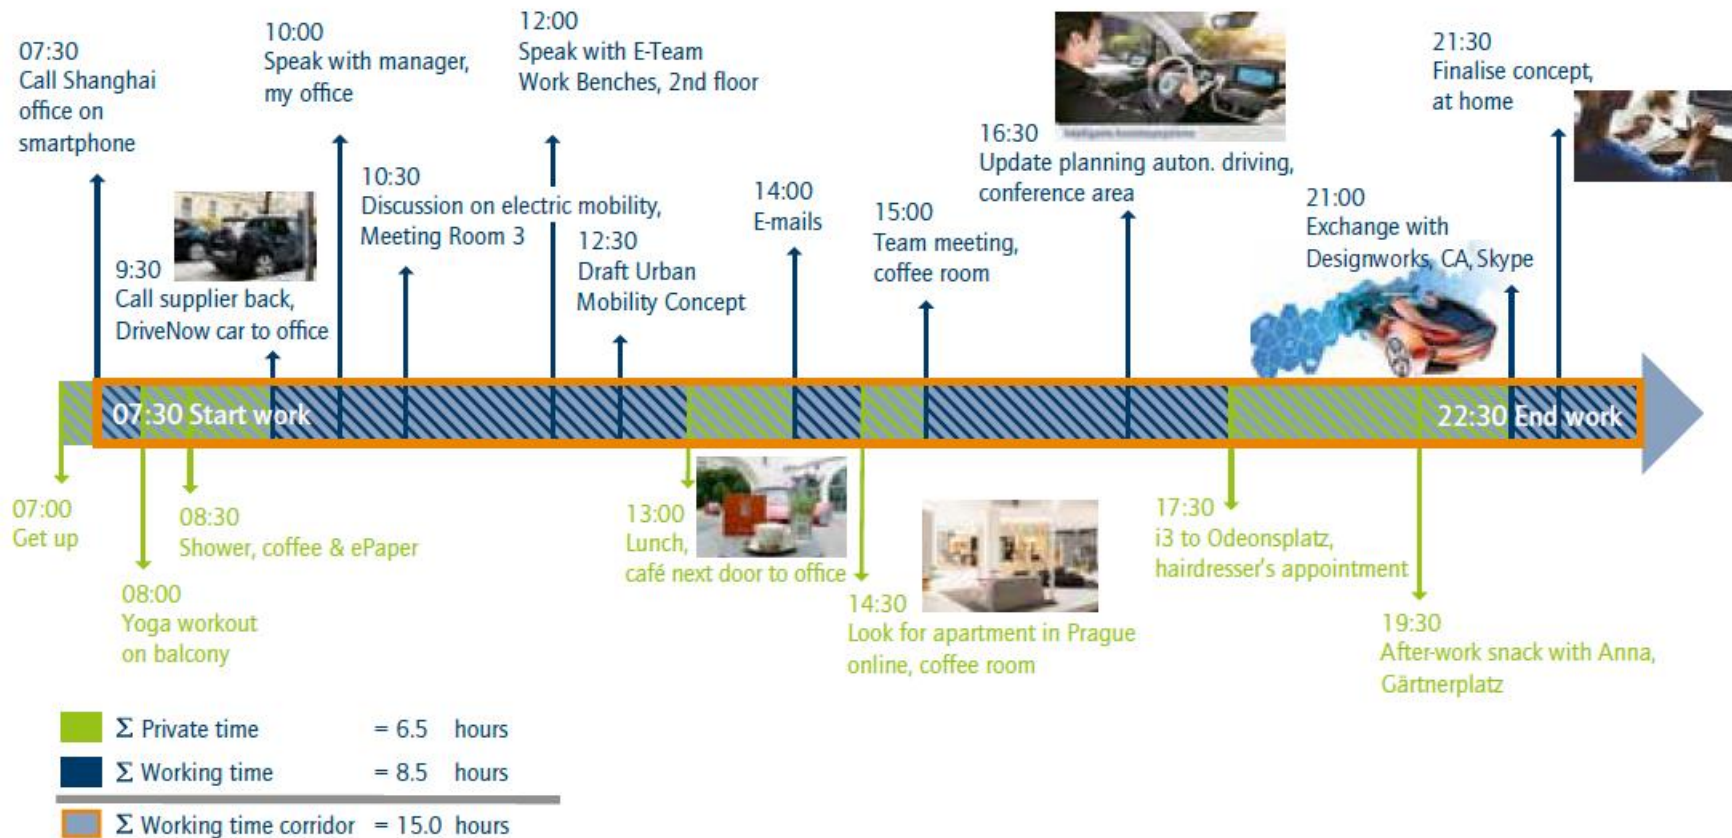 07:30
Call Shanghai
office on
smartphone
9:30
Call supplier back,
DriveNow car to office
10:00
Speak with manager,
my office
10:30
Discussion on electric mobility,
Meeting Room 3
12:00
Speak with E-Team
Work Benches, 2nd floor
12:30
Draft Urban
Mobility Concept
14:00
E-mails
15:00
Team meeting,
coffee room
16:30
Update planning auton. driving,
conference area
21:00
Exchange with
Designworks, CA, Skype
21:30
Finalise concept,
at home
07:30 Start work
22:30 End work
07:00
Get up
08:00
Yoga workout
on balcony
08:30
Shower, coffee & ePaper
13:00
Lunch,
café next door to office
14:30
Look for apartment in Prague
online, coffee room
17:30
i3 to Odeonsplatz,
hairdresser's appointment
19:30
After-work snack with Anna,
Gärtnerplatz
Σ Private time = 6.5 hours
Σ Working time = 8.5 hours
Σ Working time corridor = 15.0 hours